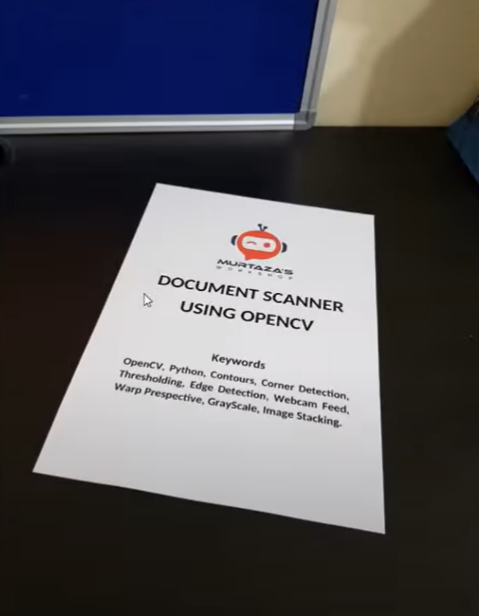 MURTAZA'S
WORKSHOP
DOCUMENT SCANNER
USING OPENCV
Keywords
OpenCV, Python, Contours, Corner Detection,
Thresholding, Edge Detection, Webcam Feed,
Warp Prespective, GrayScale, Image Stacking.